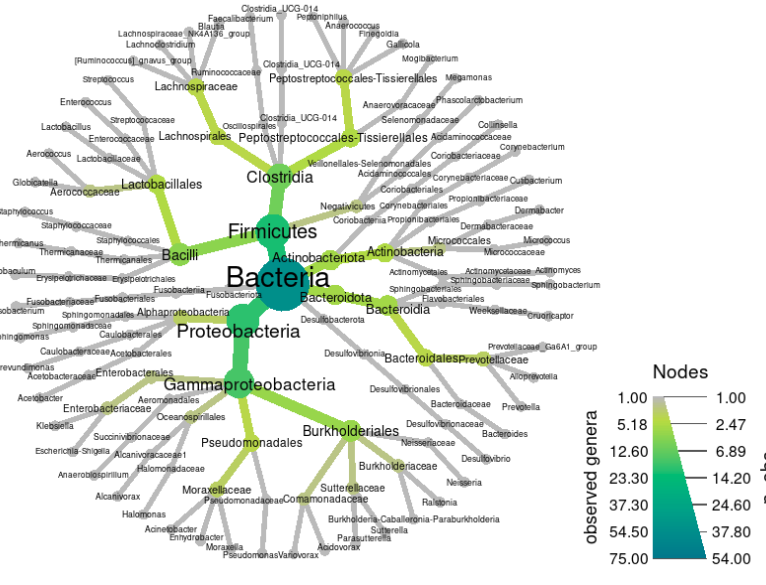 Clostridia_UCG-014
Faecalibacterium
Peptoniphilus
Blautia
Anaerococcus
Lachnospiraceae_NK4A136_group
Finegoldia
Lachnoclostridium
Gallicola
[Ruminococcus]_gnavus_group
Mogibacterium
Clostridia_UCG-014
Ruminococcaceae
Streptococcus
Peptostreptococcales-Tissierellales
Megamonas
Lachnospiraceae
Enterococcus
Anaerovoracaceae
Phascolarctobacterium
Streptococcaceae
Clostridia_UCG-014
Selenomonadaceae
Lactobacillus
Oscillospirales
Collinsella
Enterococcaceae
Lachnospirales
Peptostreptococcales-Tissierellales
Acidaminococcaceae
Corynebacterium
Aerococcus
Lactobacillaceae
Coriobacteriaceae
Veillonellales-Selenomonadales
Acidaminococcales
Clostridia
Corynebacteriaceae
Cutibacterium
Globicatella
Aerococcaceae
Lactobacillales
Coriobacteriales
Propionibacteriaceae
Negativicutes
Corynebacteriales
Dermabacter
Staphylococcaceae
Coriobacteriia
Propionibacteriales
Dermabacteraceae
Firmicutes
Staphylococcales
Micrococcales
Micrococcus
Thermicanaceae
Actinobacteria
Micrococcaceae
Bacilli
Actinobacteriota
Thermicanales
Actinomycetales
Actinomycetaceae
Actinomyces
Bacteria
Erysipelotrichaceae
Erysipelotrichales
Sphingobacteriaceae
Sphingobacterium
Fusobacteriia
Fusobacteriota
Sphingobacteriales
Fusobacteriaceae
Fusobacteriales
Bacteroidota
Flavobacteriales
Bacteroidia
Weeksellaceae
Cruoricaptor
Sphingomonadales
Alphaproteobacteria
Desulfobacterota
Sphingomonadaceae
Proteobacteria
Caulobacterales
Prevotellaceae_Ga6A1_group
Caulobacteraceae
Acetobacterales
Desulfovibrionia
Bacteroidales
Prevotellaceae
Acetobacteraceae
Enterobacterales
Alloprevotella
Gammaproteobacteria
Desulfovibrionales
Acetobacter
Aeromonadales
Bacteroidaceae
Prevotella
Enterobacteriaceae
Oceanospirillales
Klebsiella
Desulfovibrionaceae
Burkholderiales
Bacteroides
Succinivibrionaceae
Pseudomonadales
Neisseriaceae
Escherichia-Shigella
Alcanivoracaceae1
Desulfovibrio
Halomonadaceae
Burkholderiaceae
Anaerobiospirillum
Neisseria
Moraxellaceae
Sutterellaceae
Alcanivorax
Pseudomonadaceae
Comamonadaceae
Ralstonia
Halomonas
Burkholderia-Caballeronia-Paraburkholderia
Acinetobacter
Sutterella
Enhydrobacter
Parasutterella
Moraxella
Acidovorax
Pseudomonas
Variovorax
Nodes
observed genera
1.00 1.00
5.18 2.47
12.60 6.89
23.30 14.20
37.30 24.60
54.50 37.80
75.00 54.00